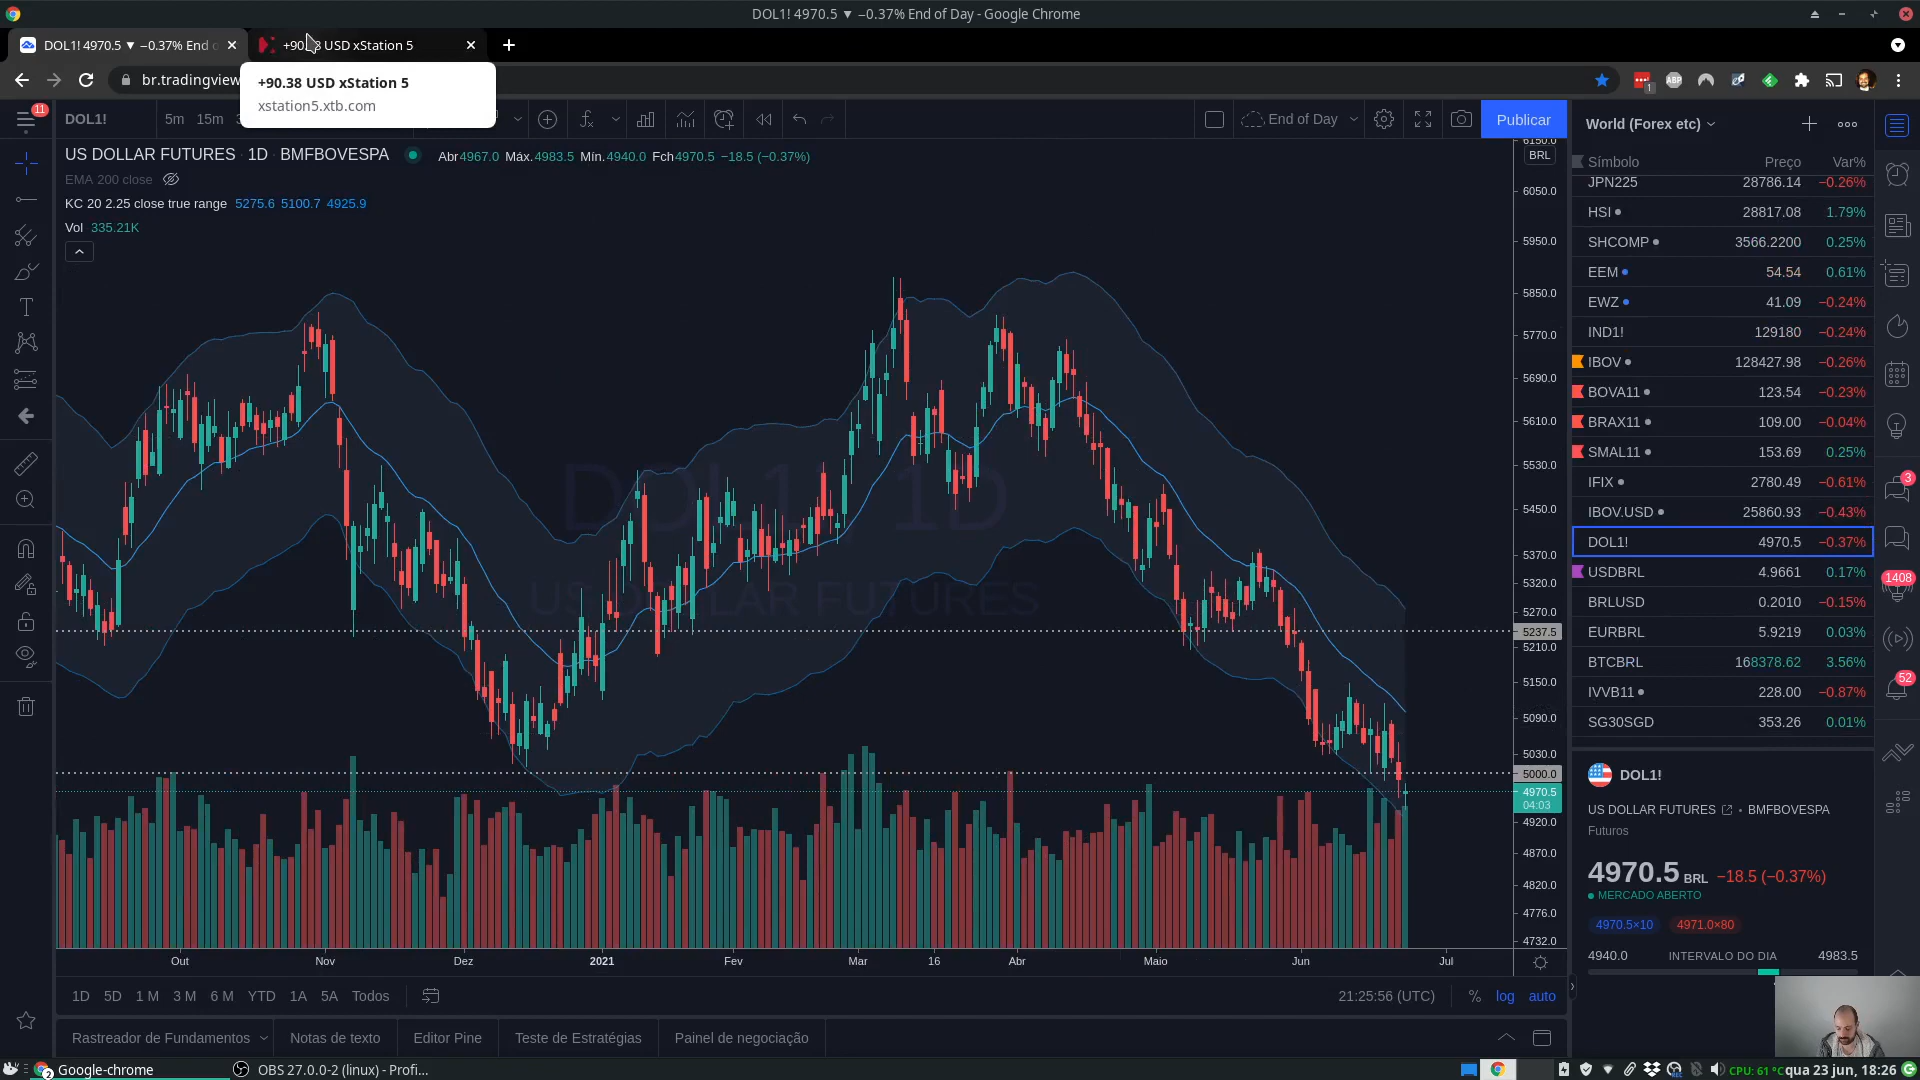 DOL1! 4970.5 ▼ −0.37% End of Day - Google Chrome
DOL1! 4970.5 ▼ −0.37% End o
USD xStation 5
br.tradingview
+90.38 USD xStation 5
xstation5.xtb.com
1
ABP
11
DOL1!
5m
15m
End of Day
Publicar
US DOLLAR FUTURES · 1D · BMFBOVESPA
Abr4967.0 Máx.4983.5 Mín.4940.0 Fch4970.5 −18.5 (−0.37%)
EMA 200 close
KC 20 2.25 close true range 5275.6 5100.7 4925.9
Vol 335.21K
DOL1!, 1D
US DOLLAR FUTURES
6150.0
BRL
6050.0
5950.0
5850.0
5770.0
5690.0
5610.0
5530.0
5450.0
5370.0
5320.0
5270.0
5237.5
5210.0
5150.0
5090.0
5030.0
5000.0
4970.5
04:03
4920.0
4870.0
4820.0
4776.0
4732.0
Out
Nov
Dez
2021
Fev
Mar
16
Abr
Maio
Jun
Jul
1D 5D 1 M 3 M 6 M YTD 1A 5A Todos
21:25:56 (UTC)
% log auto
Rastreador de Fundamentos
Notas de texto
Editor Pine
Teste de Estratégias
Painel de negociação
World (Forex etc)
Símbolo Preço Var%
JPN225 28786.14 −0.26%
HSI 28817.08 1.79%
SHCOMP 3566.2200 0.25%
EEM 54.54 0.61%
EWZ 41.09 −0.24%
IND1! 129180 −0.24%
IBOV 128427.98 −0.26%
BOVA11 123.54 −0.23%
BRAX11 109.00 −0.04%
SMAL11 153.69 0.25%
IFIX 2780.49 −0.61%
IBOV.USD 25860.93 −0.43%
DOL1! 4970.5 −0.37%
USDBRL 4.9661 0.17%
BRLUSD 0.2010 −0.15%
EURBRL 5.9219 0.03%
BTCBRL 168378.62 3.56%
IVVB11 228.00 −0.87%
SG30SGD 353.26 0.01%
DOL1!
US DOLLAR FUTURES • BMFBOVESPA
Futuros
4970.5 BRL −18.5 (−0.37%)
MERCADO ABERTO
4970.5×10 4971.0×80
4940.0 INTERVALO DO DIA 4983.5
3
1408
52
2
Google-chrome
OBS 27.0.0-2 (linux) - Profi...
CPU: 61 °C
qua 23 jun, 18:26